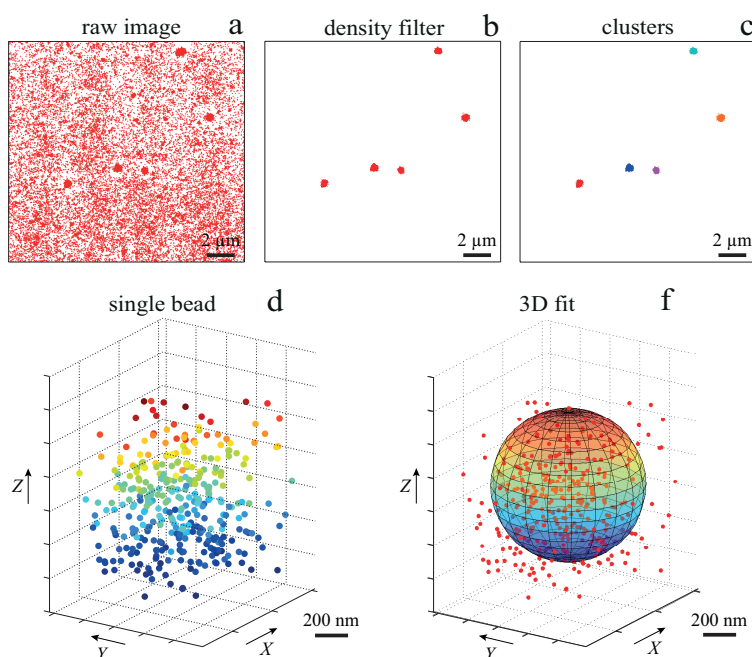 raw image a
density filter b
clusters c
2 μm
2 μm
2 μm
single bead d
3D fit f
Z
Z
Y
X
200 nm
Y
X
200 nm